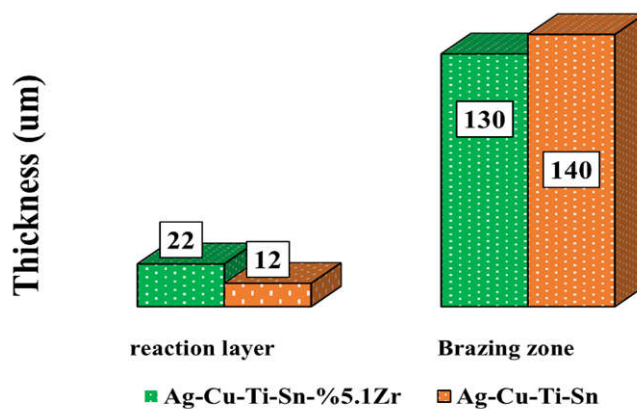 Thickness (um)
130
140
22
12
reaction layer
Brazing zone
Ag-Cu-Ti-Sn-%5.1Zr
Ag-Cu-Ti-Sn